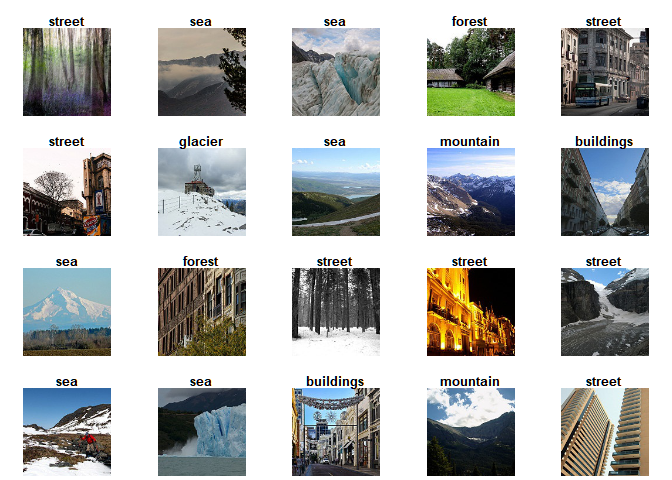 street sea sea forest street
street glacier sea mountain buildings
sea forest street street street
sea sea buildings mountain street